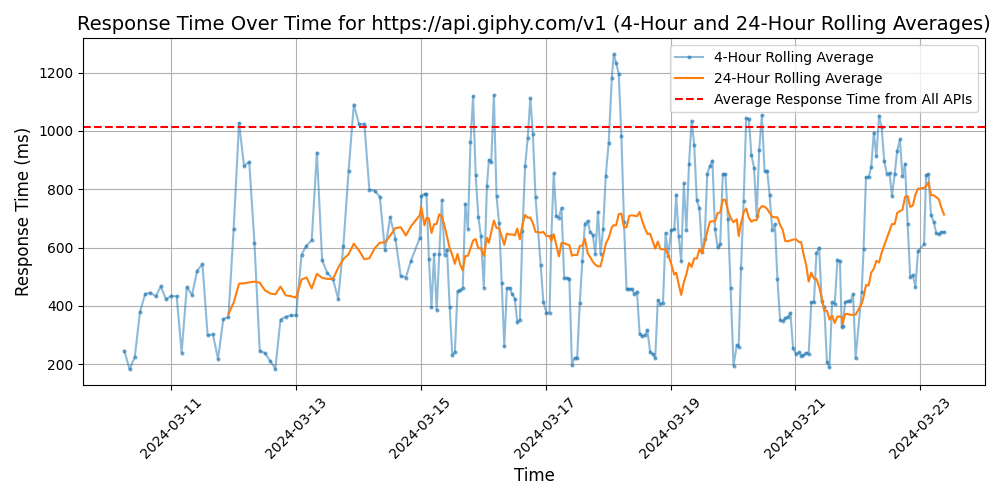 Response Time Over Time for https://api.giphy.com/v1 (4-Hour and 24-Hour Rolling Averages)
4-Hour Rolling Average
24-Hour Rolling Average
Average Response Time from All APIs
Response Time (ms)
1200
1000
800
600
400
200
2024-03-11
2024-03-13
2024-03-15
2024-03-17
2024-03-19
2024-03-21
2024-03-23
Time